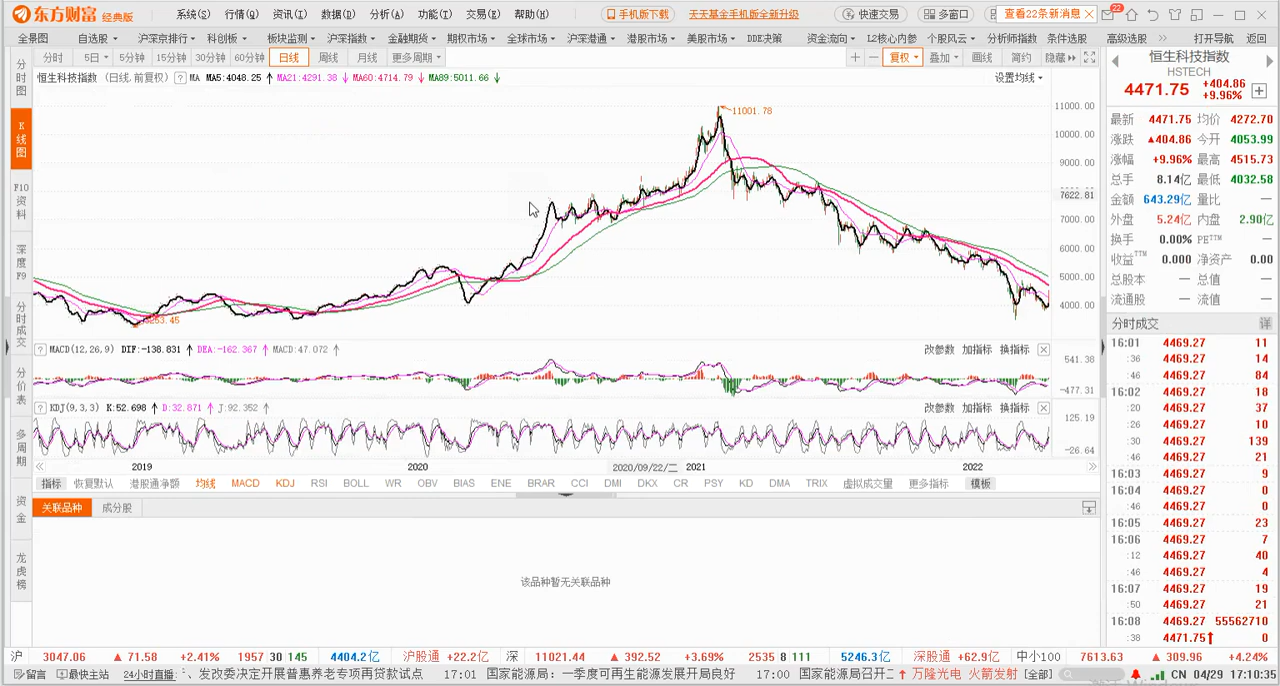 东方财富 经典版 系统(S) 行情(Q) 资讯(I) 数据(D) 分析(A) 功能(T) 交易(E) 帮助(H) 手机版下载 天天基金手机版全新升级 快速交易 多窗口 查看22条新消息 22
全景图 自选股 沪深京排行 科创板 板块监测 沪深指数 金融期货 期权市场 全球市场 沪深港通 港股市场 美股市场 DDE决策 资金流向 L2核心内参 个股风云 分析师指数 条件选股 高级选股 打开导航 返回
分时 5日 5分钟 15分钟 30分钟 60分钟 日线 周线 月线 更多周期 复权 叠加 画线 简约 隐藏
恒生科技指数 (日线,前复权) ? MA MA5:4048.25 ↑ MA21:4291.38 ↓ MA60:4714.79 ↓ MA89:5011.66 ↓ 设置均线
分时图
K线图
F10资料
深度F9
分时成交
分价表
多周期
资金
龙虎榜
11001.78
11000.00
10000.00
9000.00
7622.81
7000.00
6000.00
5000.00
4000.00
? MACD(12,26,9) DIF:-138.831 ↑ DEA:-162.367 ↑ MACD:47.072 ↑ 改参数 加指标 换指标
541.38
-477.31
? KDJ(9,3,3) K:52.698 ↑ D:32.871 ↑ J:92.352 ↑ 改参数 加指标 换指标
125.19
-26.64
2019 2020 2020/09/22/二 2021 2022
指标 恢复默认 港股通净额 均线 MACD KDJ RSI BOLL WR OBV BIAS ENE BRAR CCI DMI DKX CR PSY KD DMA TRIX 虚拟成交量 更多指标 模板
关联品种 成分股
该品种暂无关联品种
恒生科技指数
HSTECH
4471.75 +404.86
+9.96%
最新 4471.75 均价 4272.70
涨跌 ▲404.86 今开 4053.99
涨幅 +9.96% 最高 4515.73
总手 8.14亿 最低 4032.58
金额 643.29亿 量比 —
外盘 5.24亿 内盘 2.90亿
换手 0.00% PE™ —
收益™ 0.000 净资产 0.00
总股本 — 总值 —
流通股 — 流值 —
分时成交 详
16:01 4469.27 11
:36 4469.27 14
:46 4469.27 84
16:02 4469.27 18
:20 4469.27 37
:26 4469.27 10
:30 4469.27 139
:46 4469.27 21
16:03 4469.27 9
16:04 4469.27 0
:46 4469.27 0
16:05 4469.27 23
16:06 4469.27 7
:12 4469.27 40
:46 4469.27 4
16:07 4469.27 19
:50 4469.27 21
16:08 4469.27 55562710
:38 4471.75↑ 0
沪 3047.06 ▲ 71.58 +2.41% 1957 30 145 4404.2亿 沪股通 +22.2亿 深 11021.44 ▲ 392.52 +3.69% 2535 8 111 5246.3亿 深股通 +62.9亿 中小100 7613.63 ▲ 309.96 +4.24%
留言 最快主站 24小时直播: 、发改委决定开展普惠养老专项再贷款试点 17:01 国家能源局：一季度可再生能源发展开局良好 17:00 国家能源局召开二 ↑ 万隆光电 火箭发射 [全部] CN 04/29 17:10:35